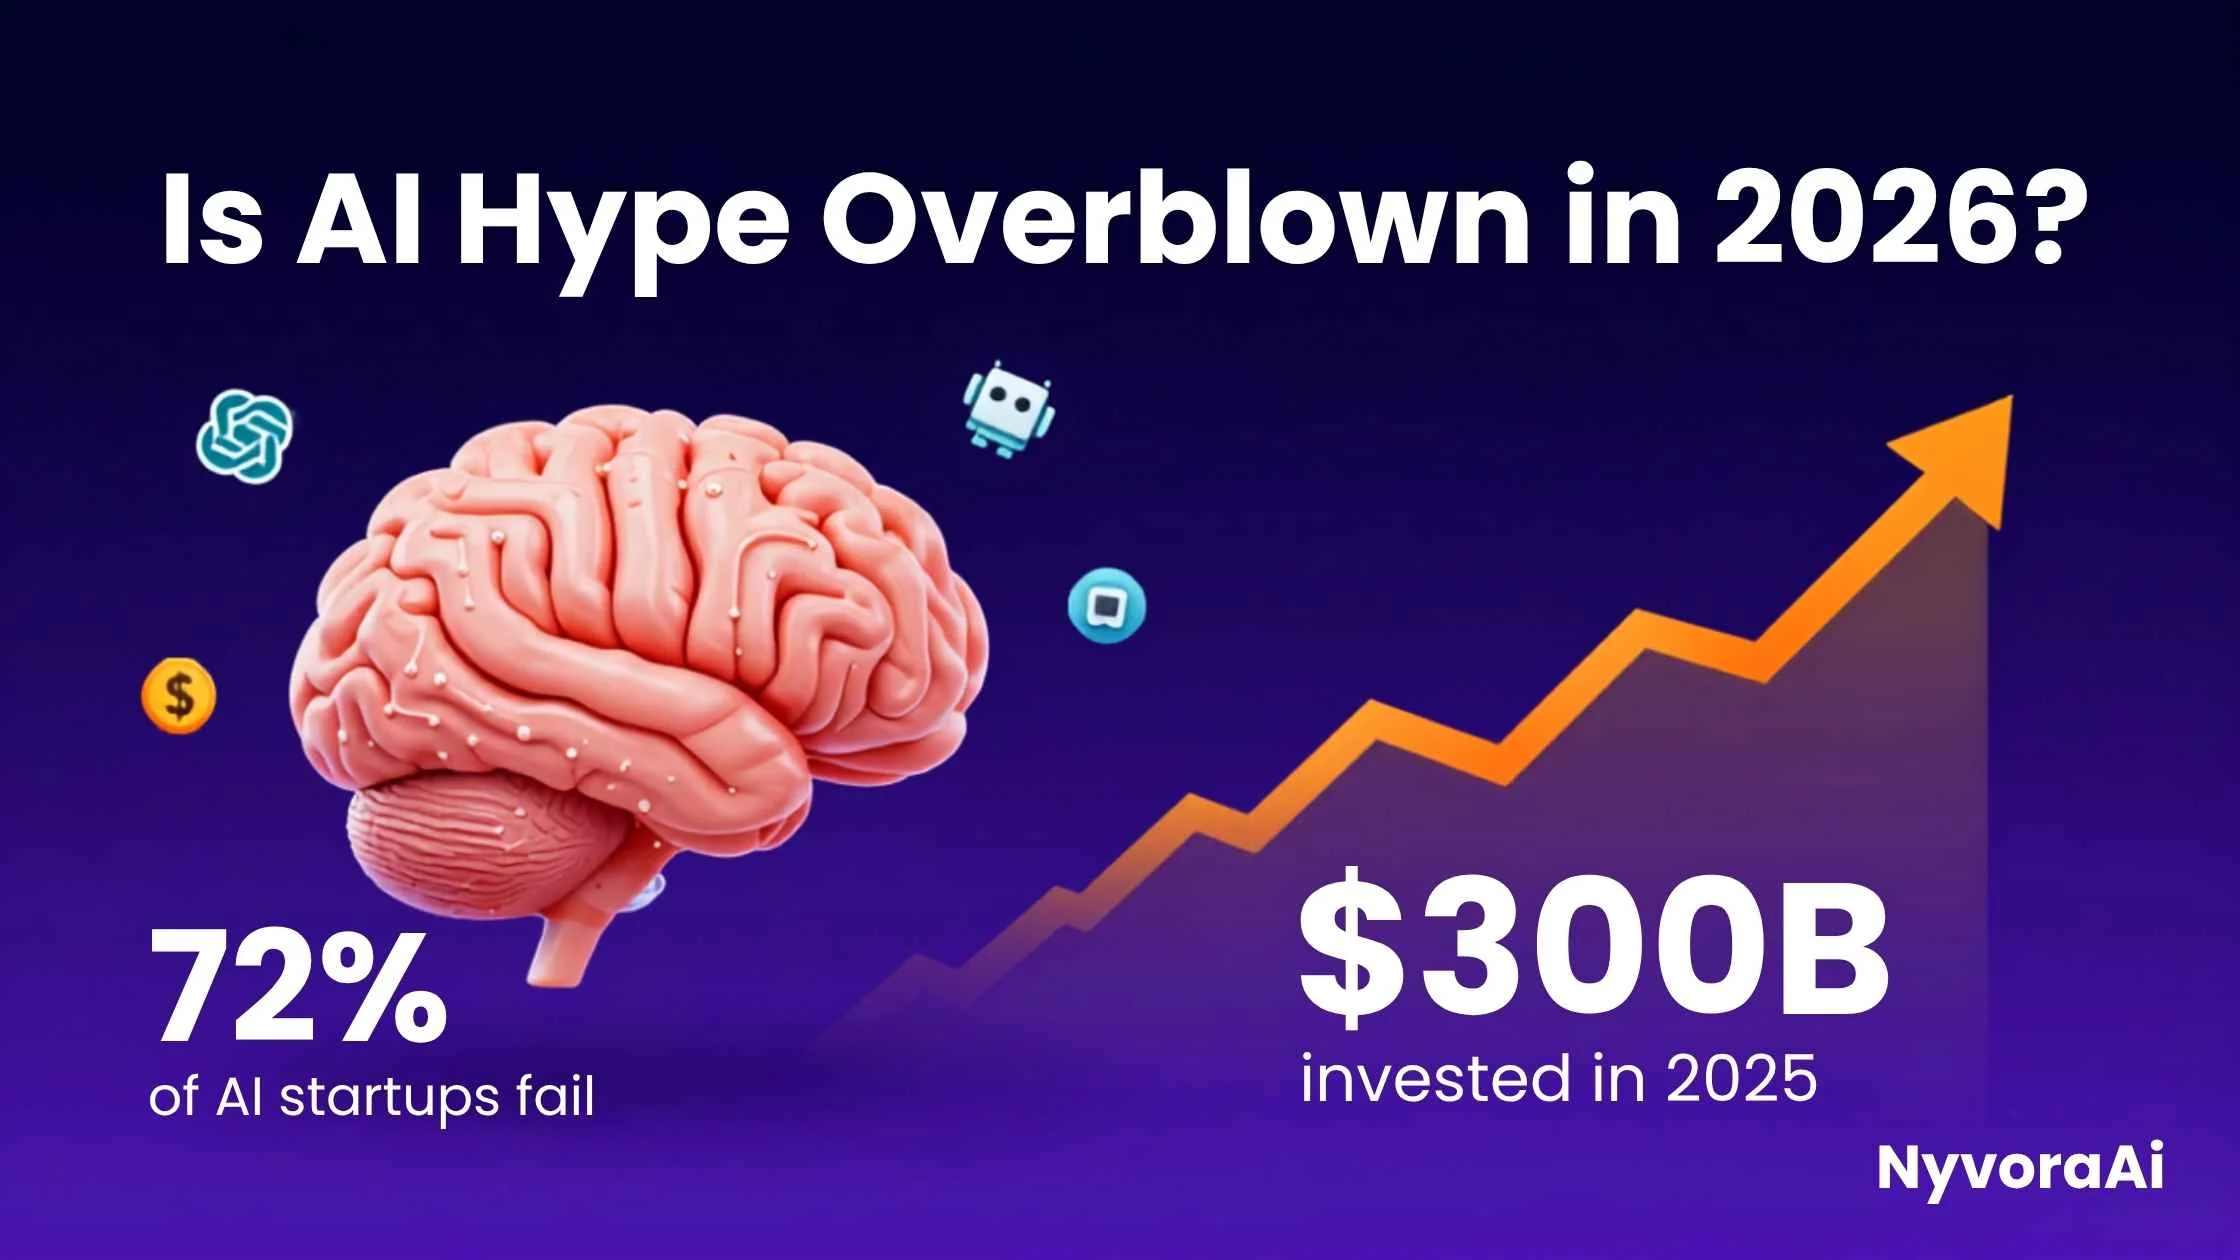 Is AI Hype Overblown in 2026?
$
72%
of AI startups fail
$300B
invested in 2025
NyvoraAi